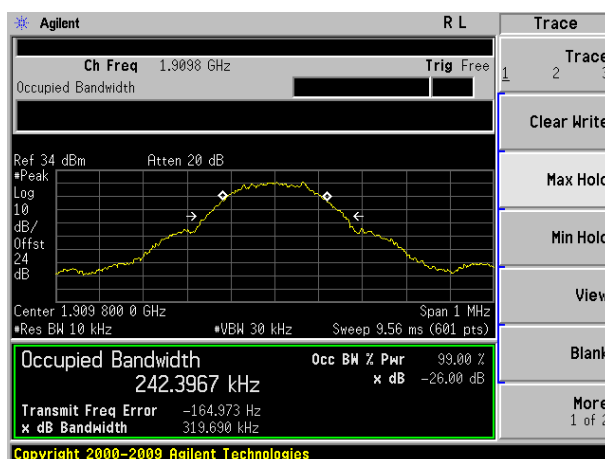 Agilent R L Trace
Ch Freq 1.9098 GHz Trig Free
Occupied Bandwidth
Trace
1 2 3
Clear Write
Max Hold
Min Hold
View
Blank
More
1 of 2
Ref 34 dBm Atten 20 dB
#Peak
Log
10
dB/
Offst
24
dB
Center 1.909 800 0 GHz Span 1 MHz
#Res BW 10 kHz #VBW 30 kHz Sweep 9.56 ms (601 pts)
Occupied Bandwidth Occ BW % Pwr 99.00 %
242.3967 kHz x dB -26.00 dB
Transmit Freq Error -164.973 Hz
x dB Bandwidth 319.690 kHz
Copyright 2000-2009 Agilent Technologies